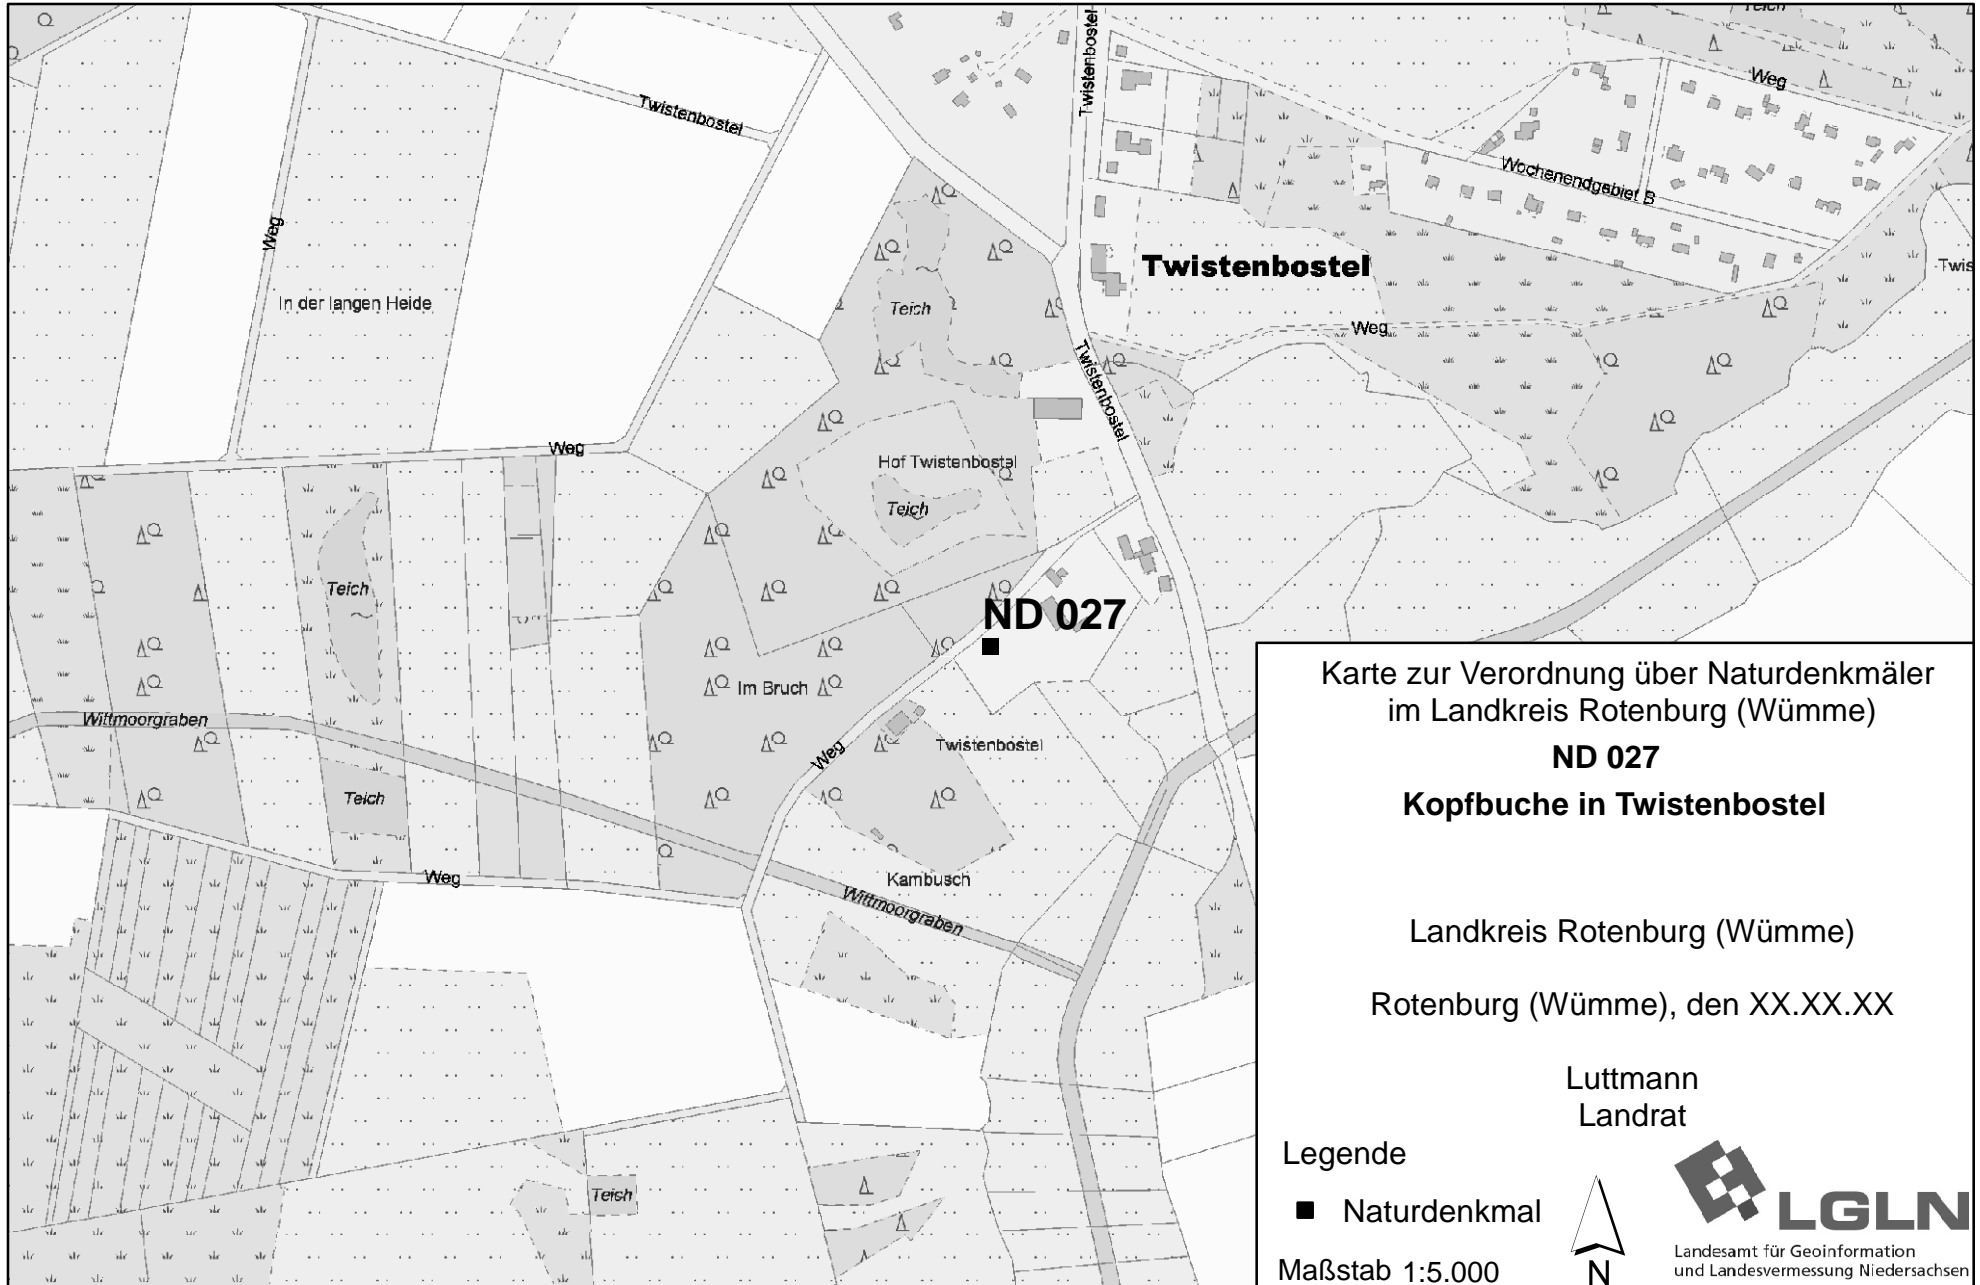 Teich
Twistenbostel
Weg
Twistenbostel
Wochenendgebiet B
Weg
Twistenbostel
Twis
In der langen Heide
Teich
Weg
Twistenbostel
Weg
Hof Twistenbostel
Teich
Teich
ND 027
Im Bruch
Wittmoorgraben
Twistenbostel
Weg
Teich
Weg
Kambusch
Wittmoorgraben
Teich
Karte zur Verordnung über Naturdenkmäler
im Landkreis Rotenburg (Wümme)
ND 027
Kopfbuche in Twistenbostel
Landkreis Rotenburg (Wümme)
Rotenburg (Wümme), den XX.XX.XX
Luttmann
Landrat
Legende
Naturdenkmal
Maßstab 1:5.000
N
LGLN
Landesamt für Geoinformation
und Landesvermessung Niedersachsen